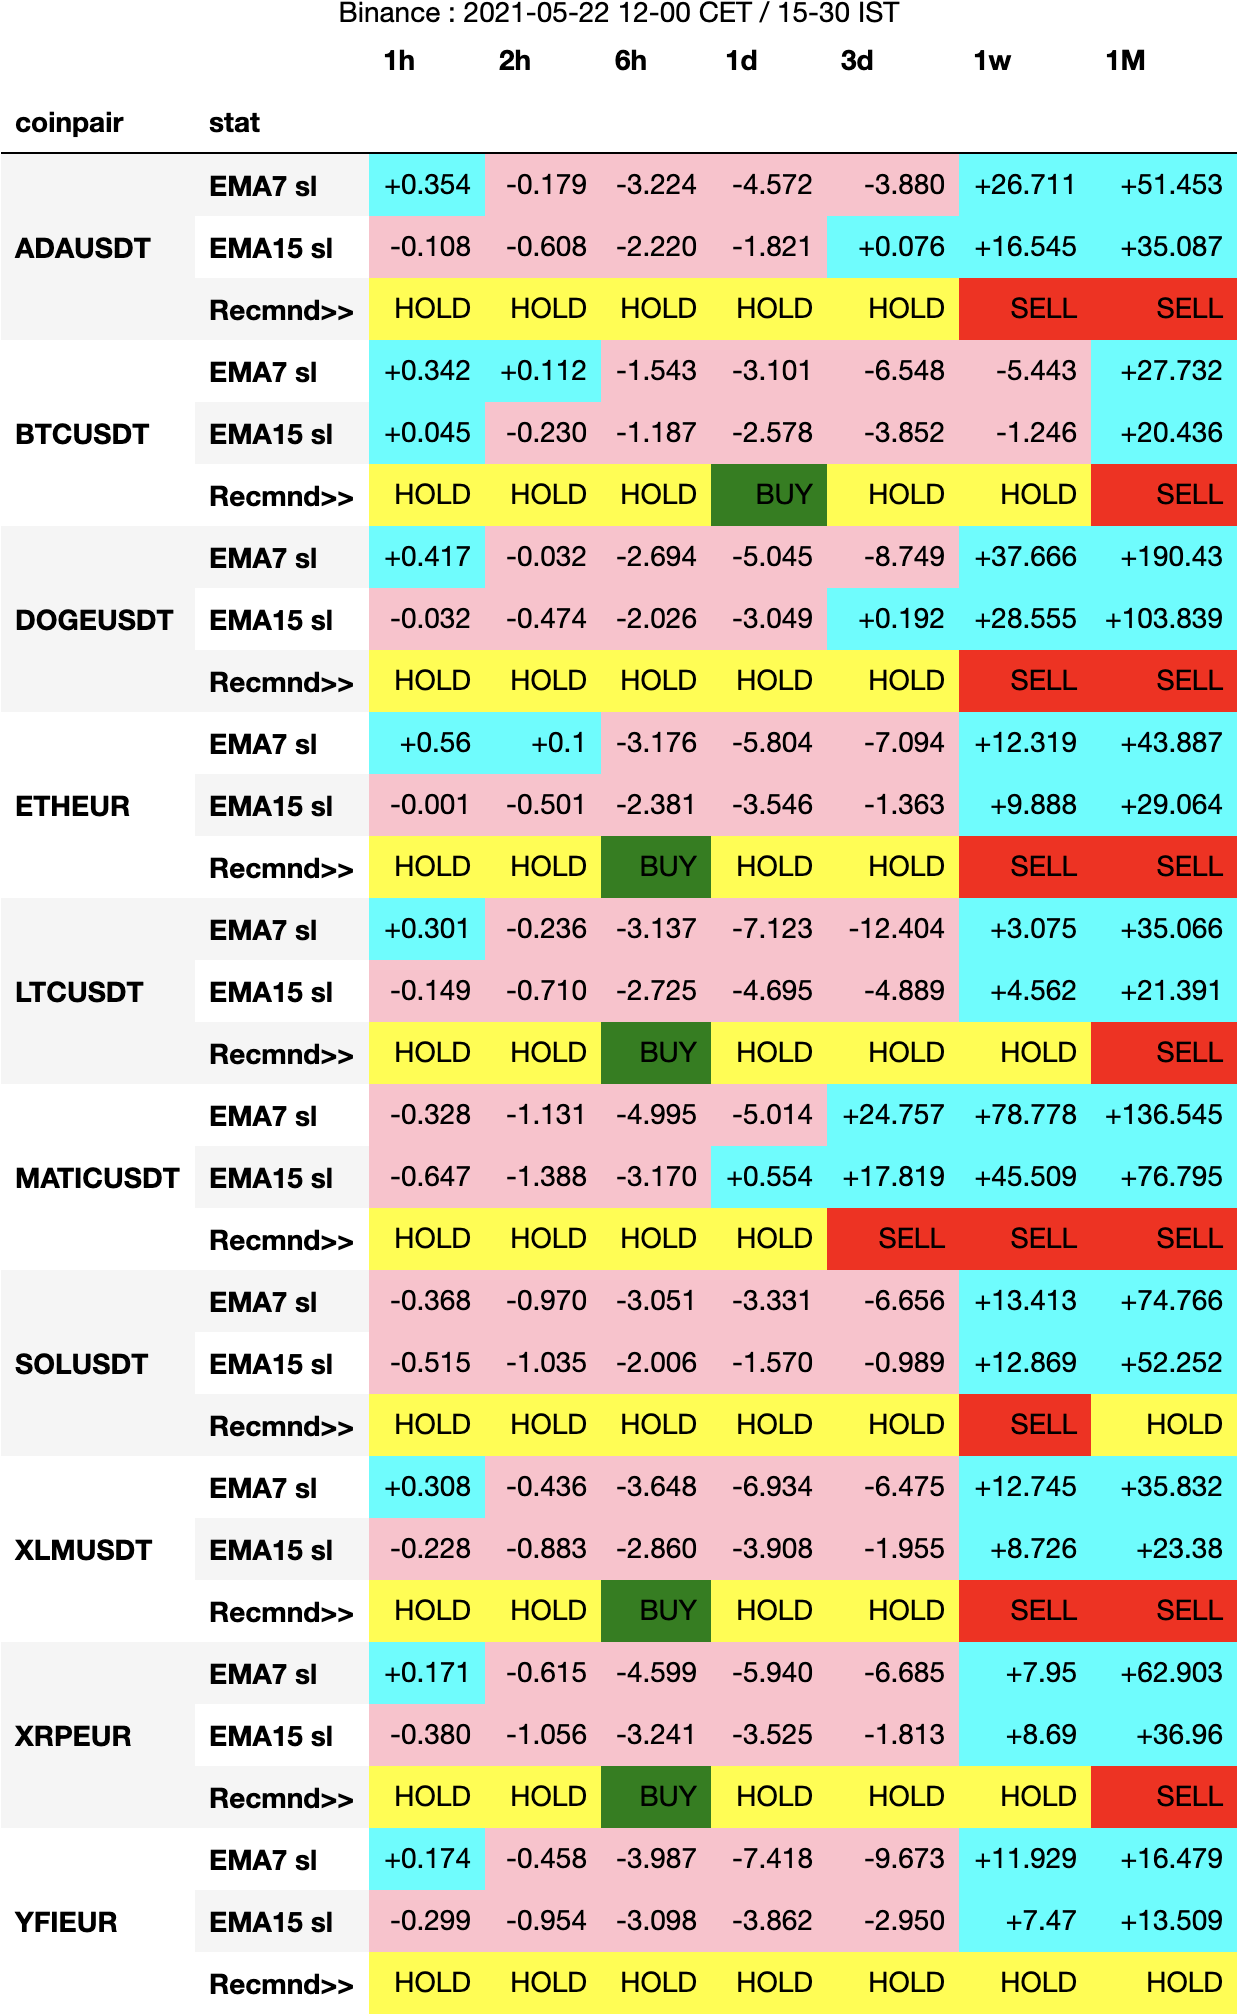 Binance : 2021-05-22 12-00 CET / 15-30 IST
1h 2h 6h 1d 3d 1w 1M
coinpair stat
EMA7 sl +0.354 -0.179 -3.224 -4.572 -3.880 +26.711 +51.453
ADAUSDT EMA15 sl -0.108 -0.608 -2.220 -1.821 +0.076 +16.545 +35.087
Recmnd>> HOLD HOLD HOLD HOLD HOLD SELL SELL
EMA7 sl +0.342 +0.112 -1.543 -3.101 -6.548 -5.443 +27.732
BTCUSDT EMA15 sl +0.045 -0.230 -1.187 -2.578 -3.852 -1.246 +20.436
Recmnd>> HOLD HOLD HOLD BUY HOLD HOLD SELL
EMA7 sl +0.417 -0.032 -2.694 -5.045 -8.749 +37.666 +190.43
DOGEUSDT EMA15 sl -0.032 -0.474 -2.026 -3.049 +0.192 +28.555 +103.839
Recmnd>> HOLD HOLD HOLD HOLD HOLD SELL SELL
EMA7 sl +0.56 +0.1 -3.176 -5.804 -7.094 +12.319 +43.887
ETHEUR EMA15 sl -0.001 -0.501 -2.381 -3.546 -1.363 +9.888 +29.064
Recmnd>> HOLD HOLD BUY HOLD HOLD SELL SELL
EMA7 sl +0.301 -0.236 -3.137 -7.123 -12.404 +3.075 +35.066
LTCUSDT EMA15 sl -0.149 -0.710 -2.725 -4.695 -4.889 +4.562 +21.391
Recmnd>> HOLD HOLD BUY HOLD HOLD HOLD SELL
EMA7 sl -0.328 -1.131 -4.995 -5.014 +24.757 +78.778 +136.545
MATICUSDT EMA15 sl -0.647 -1.388 -3.170 +0.554 +17.819 +45.509 +76.795
Recmnd>> HOLD HOLD HOLD HOLD SELL SELL SELL
EMA7 sl -0.368 -0.970 -3.051 -3.331 -6.656 +13.413 +74.766
SOLUSDT EMA15 sl -0.515 -1.035 -2.006 -1.570 -0.989 +12.869 +52.252
Recmnd>> HOLD HOLD HOLD HOLD HOLD SELL HOLD
EMA7 sl +0.308 -0.436 -3.648 -6.934 -6.475 +12.745 +35.832
XLMUSDT EMA15 sl -0.228 -0.883 -2.860 -3.908 -1.955 +8.726 +23.38
Recmnd>> HOLD HOLD BUY HOLD HOLD SELL SELL
EMA7 sl +0.171 -0.615 -4.599 -5.940 -6.685 +7.95 +62.903
XRPEUR EMA15 sl -0.380 -1.056 -3.241 -3.525 -1.813 +8.69 +36.96
Recmnd>> HOLD HOLD BUY HOLD HOLD HOLD SELL
EMA7 sl +0.174 -0.458 -3.987 -7.418 -9.673 +11.929 +16.479
YFIEUR EMA15 sl -0.299 -0.954 -3.098 -3.862 -2.950 +7.47 +13.509
Recmnd>> HOLD HOLD HOLD HOLD HOLD HOLD HOLD